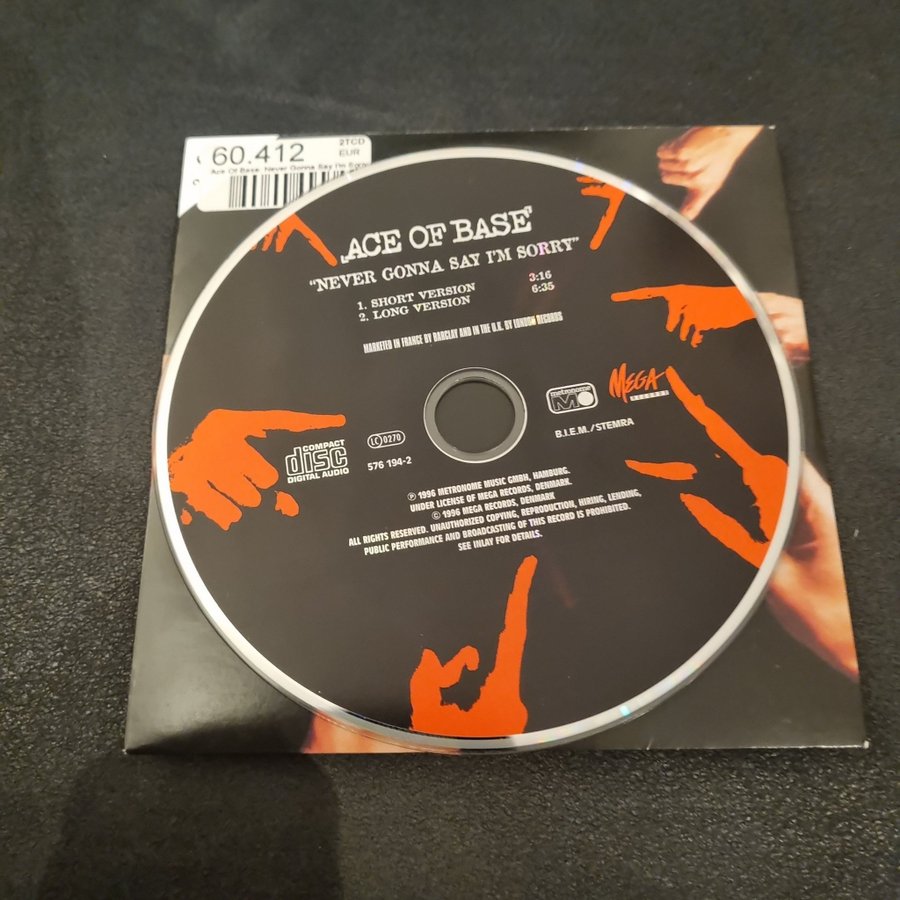 60.412
2TCD
EUR
Ace Of Base, Never Gonna Say I'm Sorry
ACE OF BASE
"NEVER GONNA SAY I'M SORRY"
1. SHORT VERSION 3:16
2. LONG VERSION 6:35
MARKETED IN FRANCE BY BARCLAY AND IN THE U.K. BY LONDON RECORDS
metronome
MEGA
RECORDS
B.I.E.M./STEMRA
COMPACT
disc
DIGITAL AUDIO
LC 0270
576 194-2
℗ 1996 METRONOME MUSIC GMBH, HAMBURG.
UNDER LICENSE OF MEGA RECORDS, DENMARK.
© 1996 MEGA RECORDS, DENMARK
ALL RIGHTS RESERVED. UNAUTHORIZED COPYING, REPRODUCTION, HIRING, LENDING,
PUBLIC PERFORMANCE AND BROADCASTING OF THIS RECORD IS PROHIBITED.
SEE INLAY FOR DETAILS.